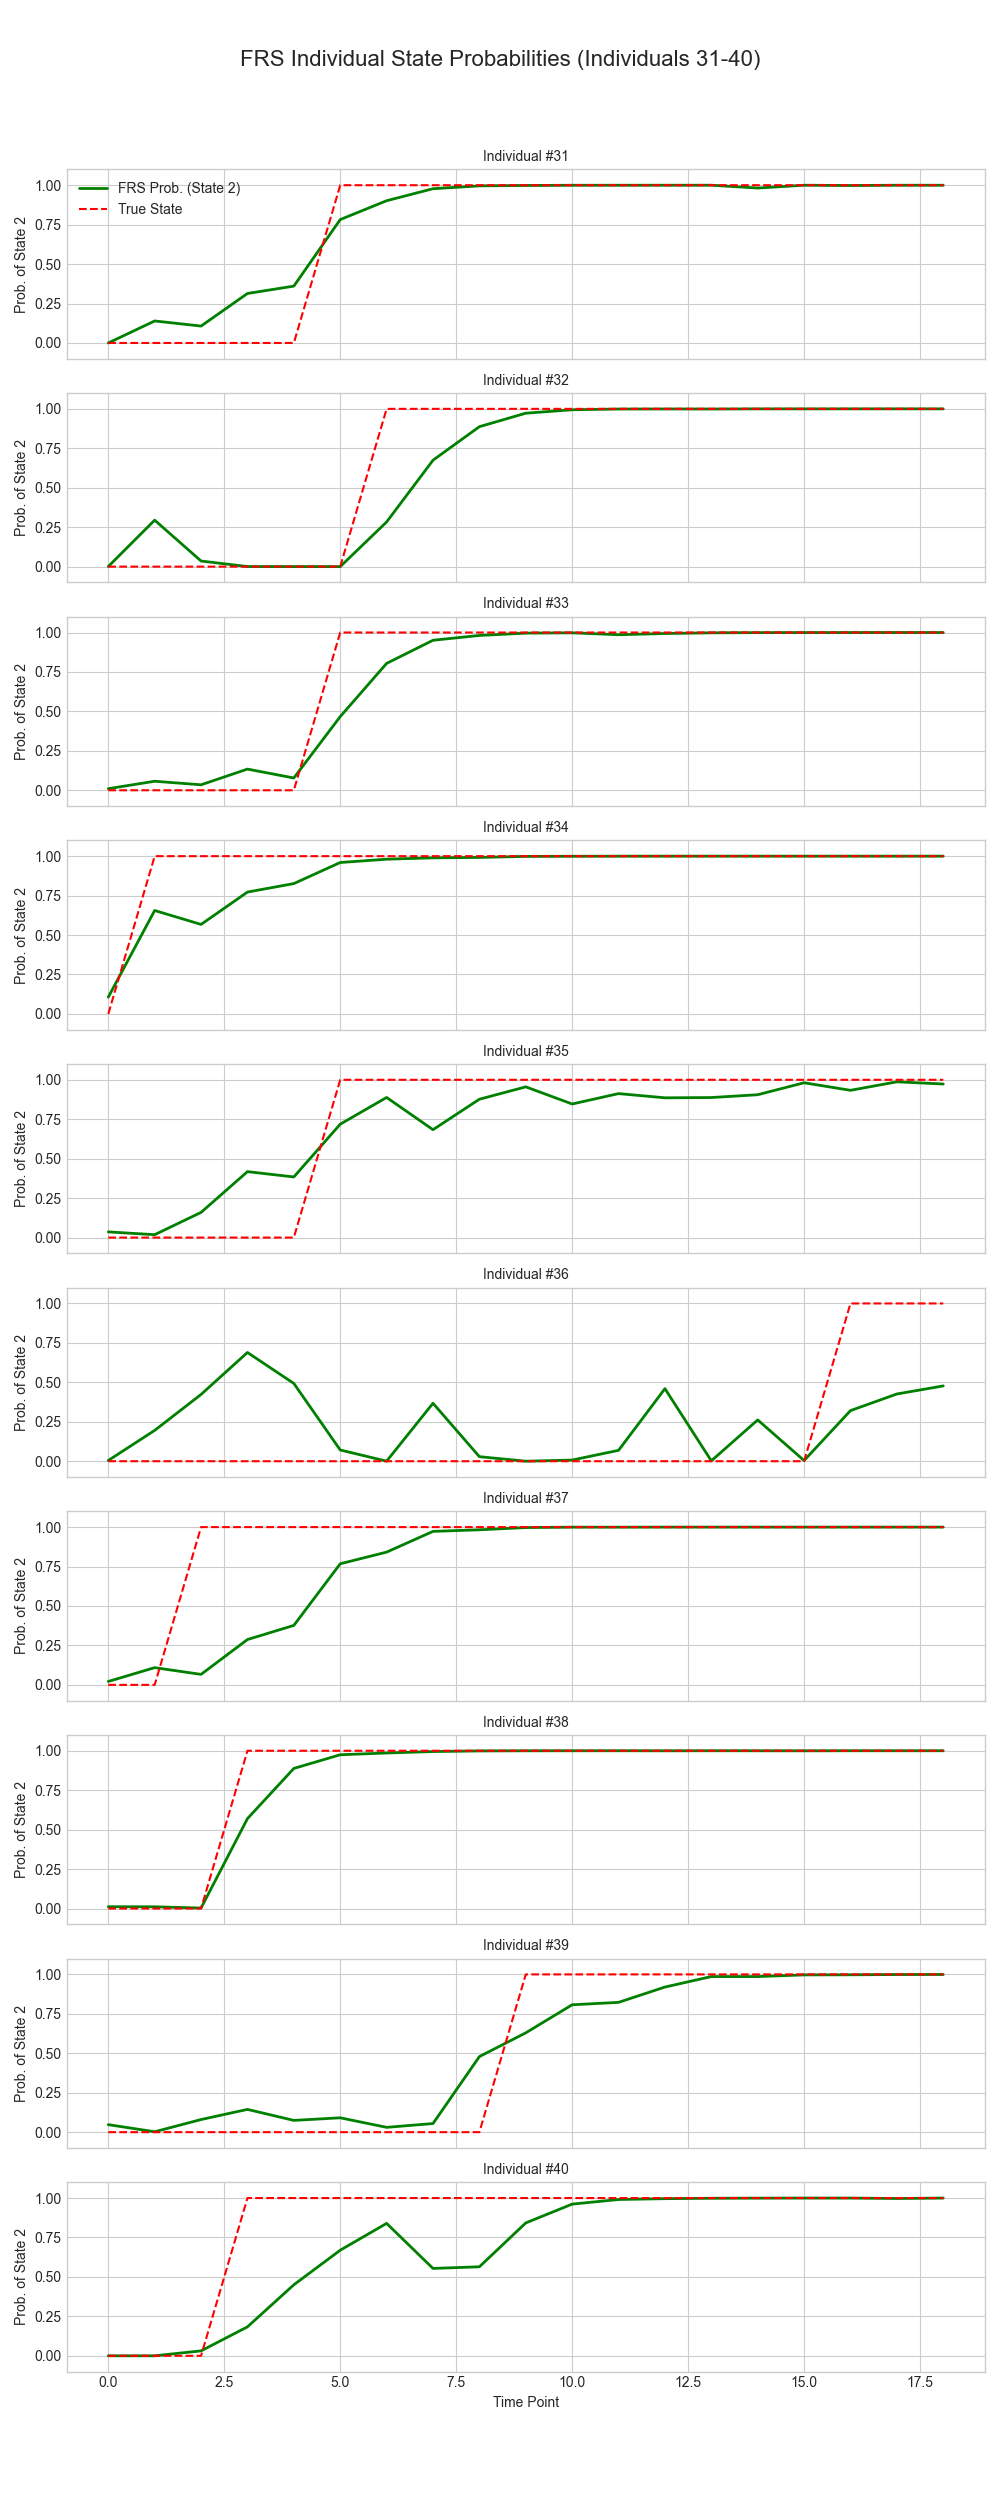 FRS Individual State Probabilities (Individuals 31-40)
Individual #31
FRS Prob. (State 2)
True State
Prob. of State 2
1.00
0.75
0.50
0.25
0.00
Individual #32
Prob. of State 2
1.00
0.75
0.50
0.25
0.00
Individual #33
Prob. of State 2
1.00
0.75
0.50
0.25
0.00
Individual #34
Prob. of State 2
1.00
0.75
0.50
0.25
0.00
Individual #35
Prob. of State 2
1.00
0.75
0.50
0.25
0.00
Individual #36
Prob. of State 2
1.00
0.75
0.50
0.25
0.00
Individual #37
Prob. of State 2
1.00
0.75
0.50
0.25
0.00
Individual #38
Prob. of State 2
1.00
0.75
0.50
0.25
0.00
Individual #39
Prob. of State 2
1.00
0.75
0.50
0.25
0.00
Individual #40
Prob. of State 2
1.00
0.75
0.50
0.25
0.00
0.0 2.5 5.0 7.5 10.0 12.5 15.0 17.5
Time Point